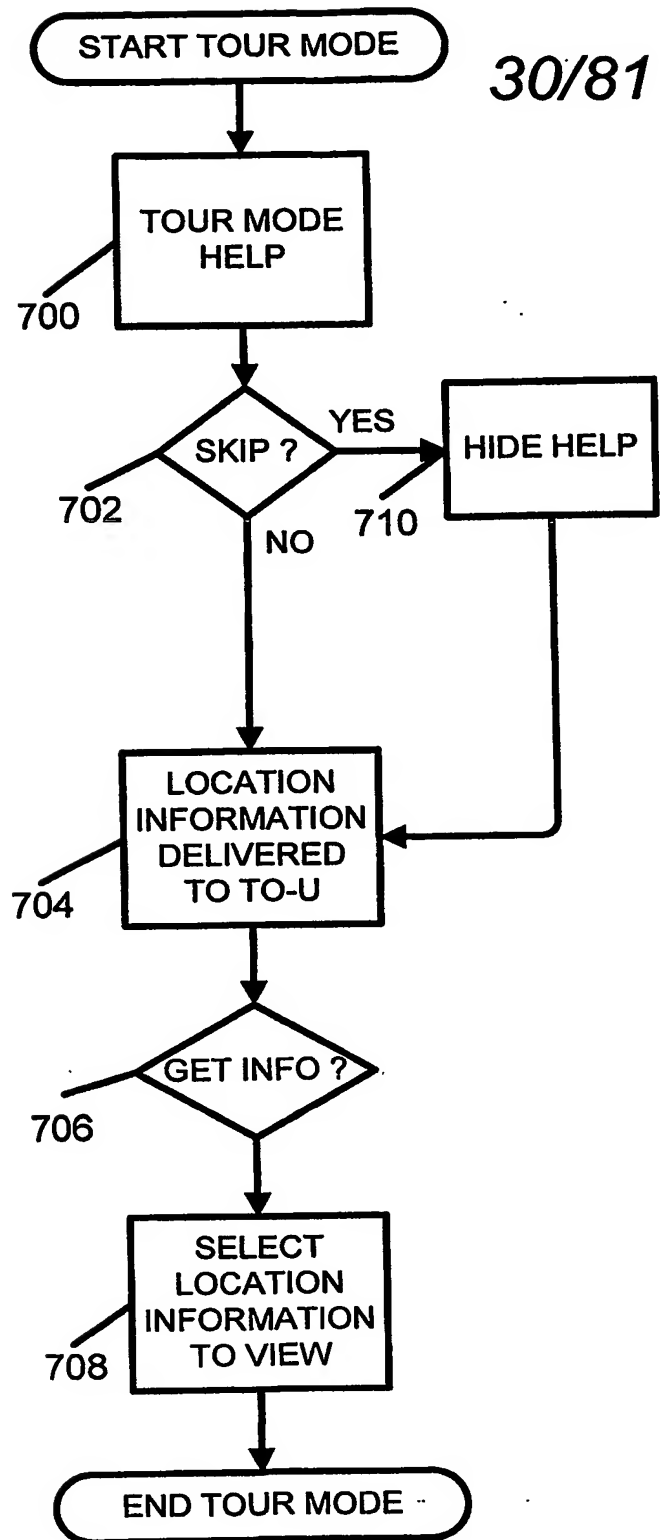 START TOUR MODE
30/81
TOUR MODE
HELP
700
SKIP ?
YES
HIDE HELP
702
710
NO
LOCATION
INFORMATION
DELIVERED
TO TO-U
704
GET INFO ?
706
SELECT
LOCATION
INFORMATION
TO VIEW
708
END TOUR MODE